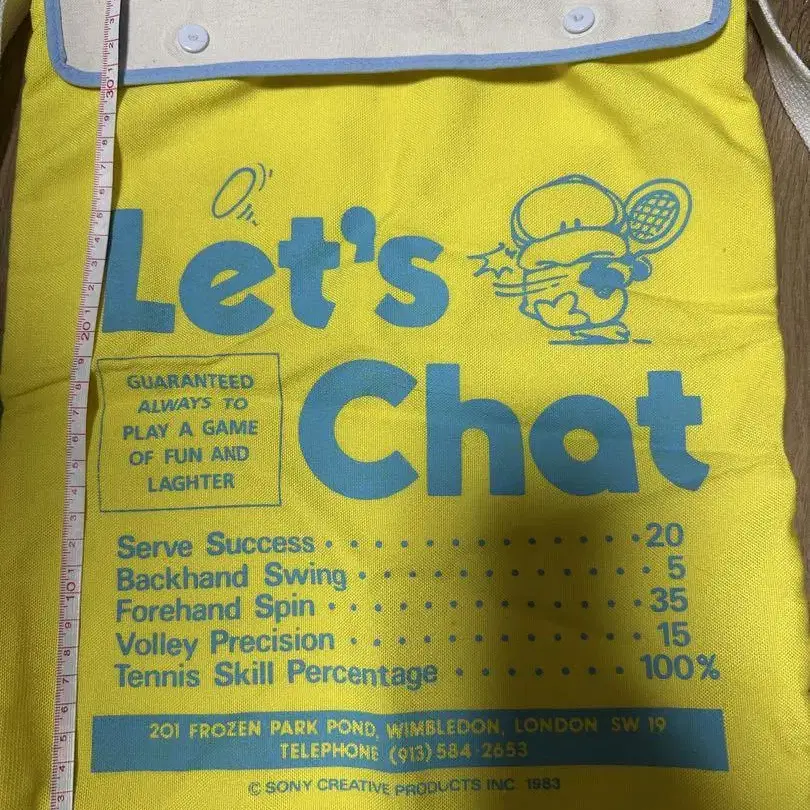 Let's
Chat
GUARANTEED
ALWAYS TO
PLAY A GAME
OF FUN AND
LAGHTER
Serve Success · · · · · · · · · · · · 20
Backhand Swing · · · · · · · · · · · 5
Forehand Spin · · · · · · · · · · · · 35
Volley Precision · · · · · · · · · · · 15
Tennis Skill Percentage · · · · · · · 100%
201 FROZEN PARK POND, WIMBLEDON, LONDON SW 19
TELEPHONE (913) 584-2653
© SONY CREATIVE PRODUCTS INC. 1983